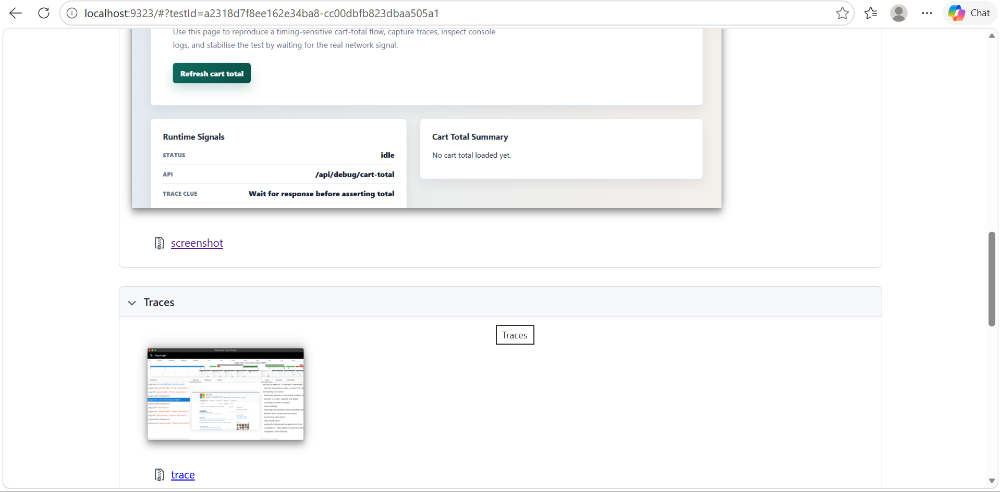 localhost:9323/#?testId=a2318d7f8ee162e34ba8-cc00dbfb823dbaa505a1
Chat
Use this page to reproduce a timing-sensitive cart-total flow, capture traces, inspect console
logs, and stabilise the test by waiting for the real network signal.
Refresh cart total
Runtime Signals
STATUS
idle
API
/api/debug/cart-total
TRACE CLUE
Wait for response before asserting total
Cart Total Summary
No cart total loaded yet.
screenshot
Traces
Traces
Playwright
trace